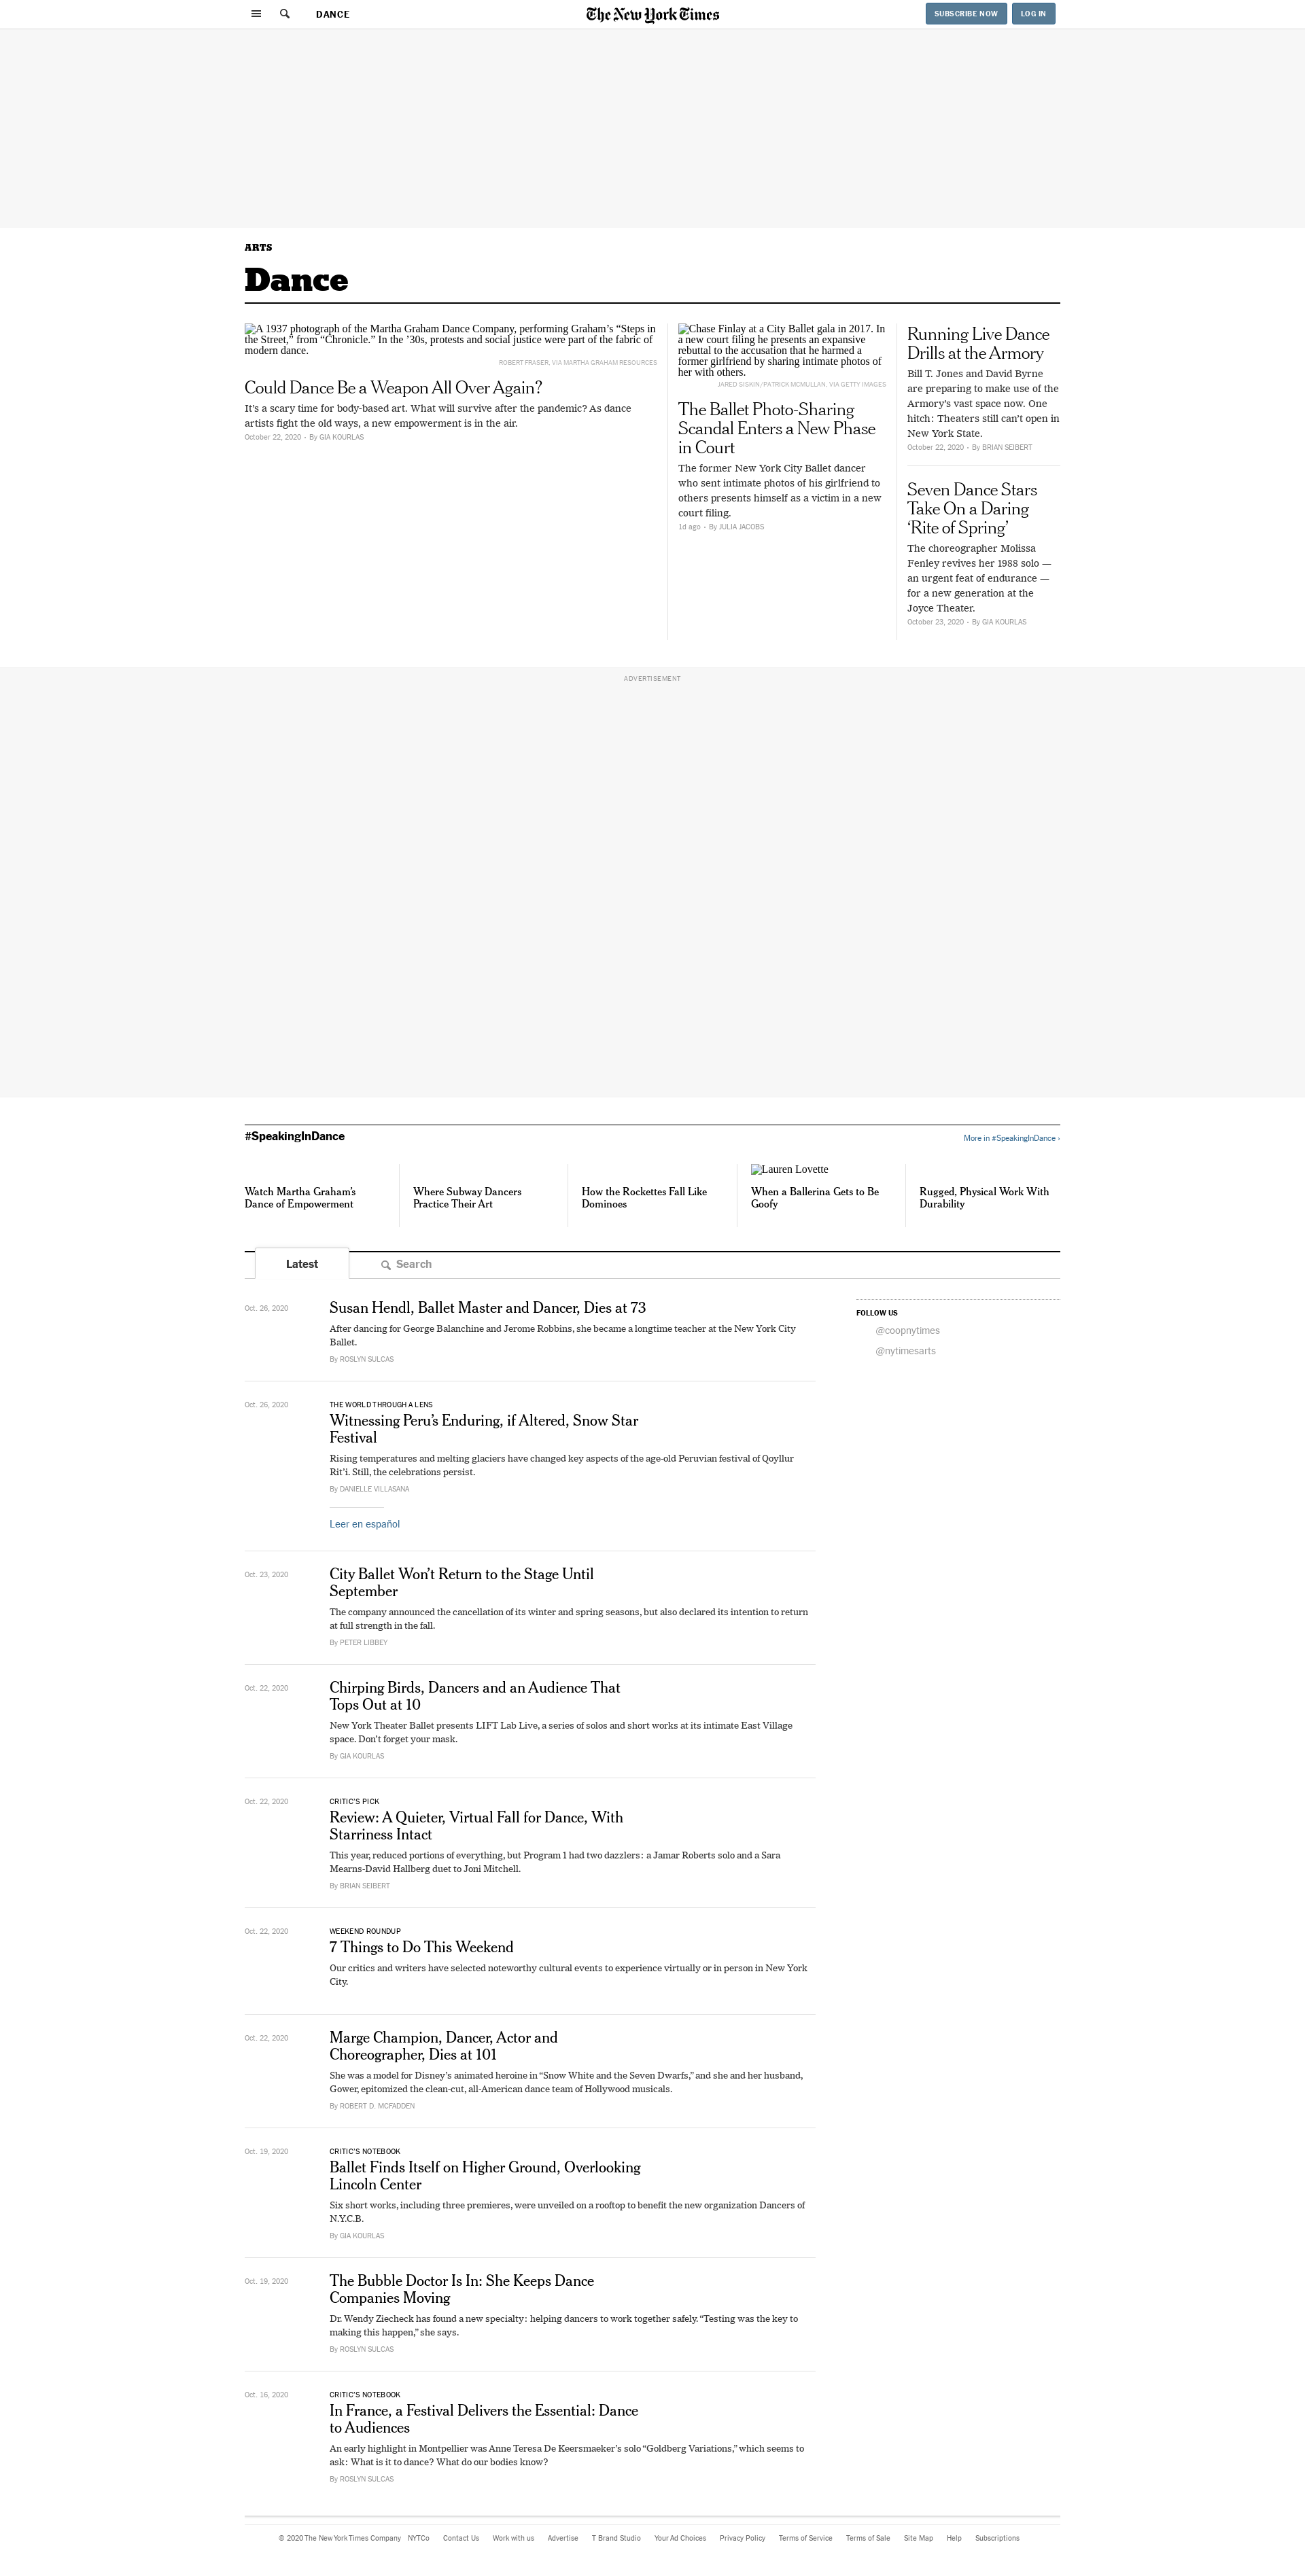 DANCE
The New York Times
SUBSCRIBE NOW
LOG IN
ARTS
Dance
A 1937 photograph of the Martha Graham Dance Company, performing Graham’s “Steps in
the Street,” from “Chronicle.” In the ’30s, protests and social justice were part of the fabric of
modern dance.
ROBERT FRASER, VIA MARTHA GRAHAM RESOURCES
Could Dance Be a Weapon All Over Again?
It’s a scary time for body-based art. What will survive after the pandemic? As dance
artists fight the old ways, a new empowerment is in the air.
October 22, 2020 • By GIA KOURLAS
Chase Finlay at a City Ballet gala in 2017. In
a new court filing he presents an expansive
rebuttal to the accusation that he harmed a
former girlfriend by sharing intimate photos of
her with others.
JARED SISKIN/PATRICK MCMULLAN, VIA GETTY IMAGES
The Ballet Photo-Sharing
Scandal Enters a New Phase
in Court
The former New York City Ballet dancer
who sent intimate photos of his girlfriend to
others presents himself as a victim in a new
court filing.
1d ago • By JULIA JACOBS
Running Live Dance
Drills at the Armory
Bill T. Jones and David Byrne
are preparing to make use of the
Armory’s vast space now. One
hitch: Theaters still can’t open in
New York State.
October 22, 2020 • By BRIAN SEIBERT
Seven Dance Stars
Take On a Daring
‘Rite of Spring’
The choreographer Molissa
Fenley revives her 1988 solo —
an urgent feat of endurance —
for a new generation at the
Joyce Theater.
October 23, 2020 • By GIA KOURLAS
ADVERTISEMENT
#SpeakingInDance
More in #SpeakingInDance ›
Watch Martha Graham’s
Dance of Empowerment
Where Subway Dancers
Practice Their Art
How the Rockettes Fall Like
Dominoes
Lauren Lovette
When a Ballerina Gets to Be
Goofy
Rugged, Physical Work With
Durability
Latest
Search
Oct. 26, 2020
Susan Hendl, Ballet Master and Dancer, Dies at 73
After dancing for George Balanchine and Jerome Robbins, she became a longtime teacher at the New York City
Ballet.
By ROSLYN SULCAS
FOLLOW US
@coopnytimes
@nytimesarts
Oct. 26, 2020
THE WORLD THROUGH A LENS
Witnessing Peru’s Enduring, if Altered, Snow Star
Festival
Rising temperatures and melting glaciers have changed key aspects of the age-old Peruvian festival of Qoyllur
Rit’i. Still, the celebrations persist.
By DANIELLE VILLASANA
Leer en español
Oct. 23, 2020
City Ballet Won’t Return to the Stage Until
September
The company announced the cancellation of its winter and spring seasons, but also declared its intention to return
at full strength in the fall.
By PETER LIBBEY
Oct. 22, 2020
Chirping Birds, Dancers and an Audience That
Tops Out at 10
New York Theater Ballet presents LIFT Lab Live, a series of solos and short works at its intimate East Village
space. Don’t forget your mask.
By GIA KOURLAS
Oct. 22, 2020
CRITIC’S PICK
Review: A Quieter, Virtual Fall for Dance, With
Starriness Intact
This year, reduced portions of everything, but Program 1 had two dazzlers: a Jamar Roberts solo and a Sara
Mearns-David Hallberg duet to Joni Mitchell.
By BRIAN SEIBERT
Oct. 22, 2020
WEEKEND ROUNDUP
7 Things to Do This Weekend
Our critics and writers have selected noteworthy cultural events to experience virtually or in person in New York
City.
Oct. 22, 2020
Marge Champion, Dancer, Actor and
Choreographer, Dies at 101
She was a model for Disney’s animated heroine in “Snow White and the Seven Dwarfs,” and she and her husband,
Gower, epitomized the clean-cut, all-American dance team of Hollywood musicals.
By ROBERT D. MCFADDEN
Oct. 19, 2020
CRITIC’S NOTEBOOK
Ballet Finds Itself on Higher Ground, Overlooking
Lincoln Center
Six short works, including three premieres, were unveiled on a rooftop to benefit the new organization Dancers of
N.Y.C.B.
By GIA KOURLAS
Oct. 19, 2020
The Bubble Doctor Is In: She Keeps Dance
Companies Moving
Dr. Wendy Ziecheck has found a new specialty: helping dancers to work together safely. “Testing was the key to
making this happen,” she says.
By ROSLYN SULCAS
Oct. 16, 2020
CRITIC’S NOTEBOOK
In France, a Festival Delivers the Essential: Dance
to Audiences
An early highlight in Montpellier was Anne Teresa De Keersmaeker’s solo “Goldberg Variations,” which seems to
ask: What is it to dance? What do our bodies know?
By ROSLYN SULCAS
© 2020 The New York Times Company NYTCo Contact Us Work with us Advertise T Brand Studio Your Ad Choices Privacy Policy Terms of Service Terms of Sale Site Map Help Subscriptions